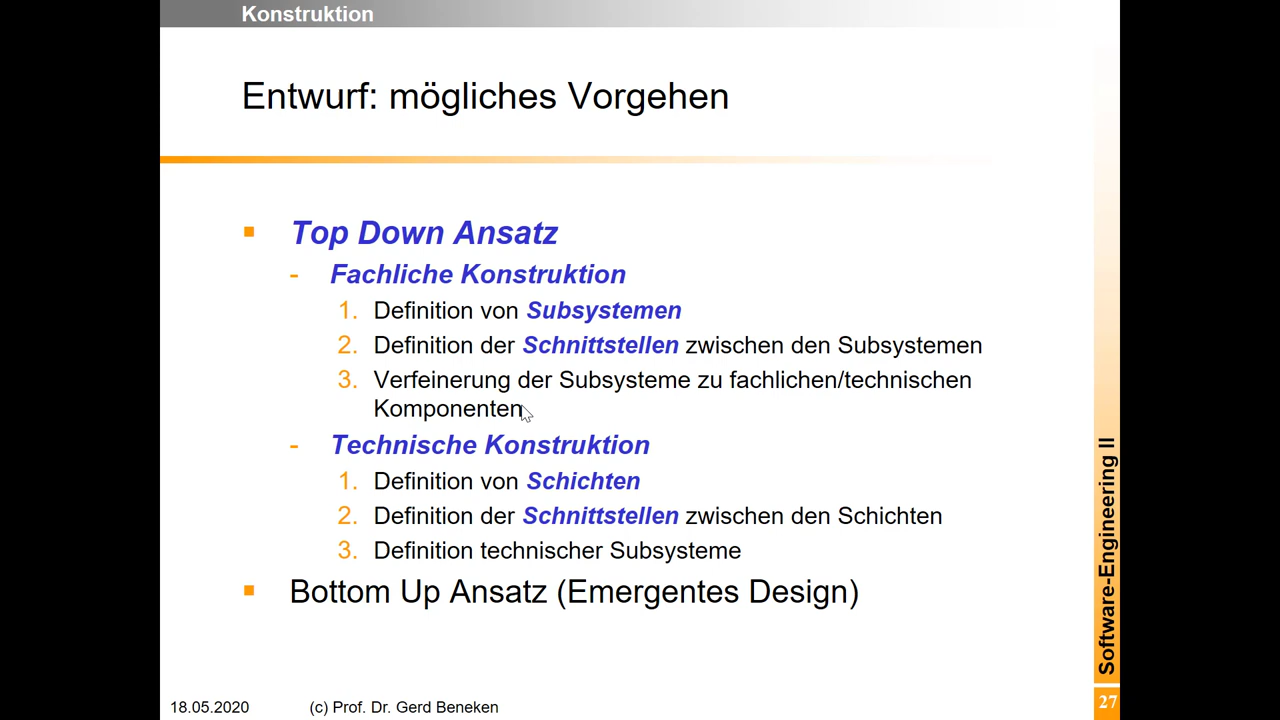 Konstruktion
Entwurf: mögliches Vorgehen
Top Down Ansatz
- Fachliche Konstruktion
1. Definition von Subsystemen
2. Definition der Schnittstellen zwischen den Subsystemen
3. Verfeinerung der Subsysteme zu fachlichen/technischen
Komponenten
- Technische Konstruktion
1. Definition von Schichten
2. Definition der Schnittstellen zwischen den Schichten
3. Definition technischer Subsysteme
Bottom Up Ansatz (Emergentes Design)
Software-Engineering II
18.05.2020
(c) Prof. Dr. Gerd Beneken
27